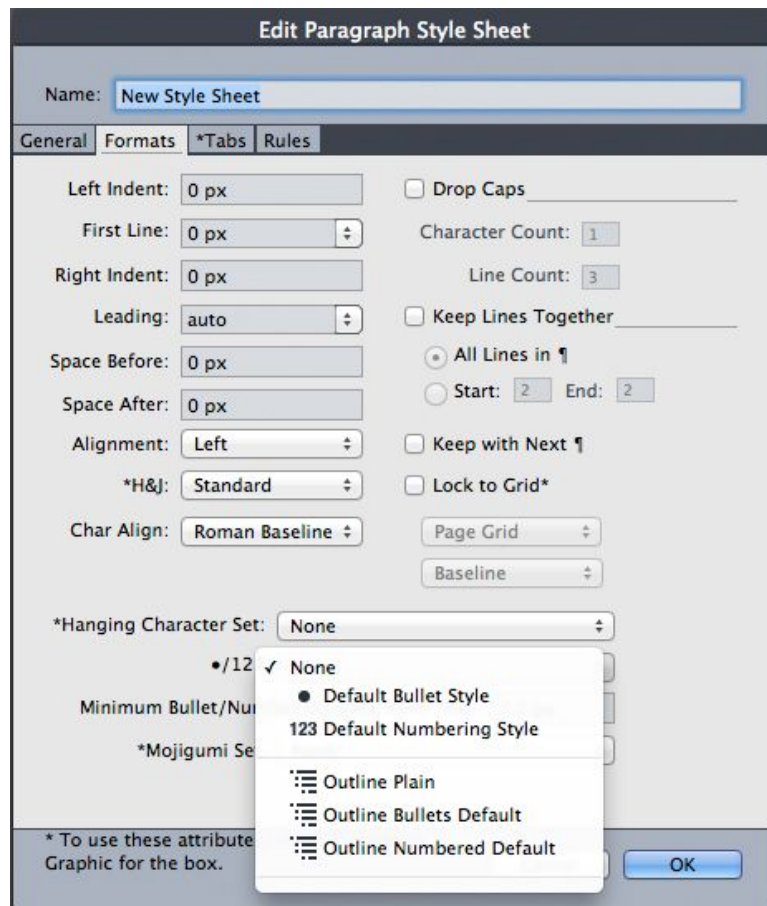 Edit Paragraph Style Sheet
Name: New Style Sheet
General Formats *Tabs Rules
Left Indent: 0 px
First Line: 0 px
Right Indent: 0 px
Leading: auto
Space Before: 0 px
Space After: 0 px
Alignment: Left
*H&J: Standard
Char Align: Roman Baseline
Drop Caps
Character Count: 1
Line Count: 3
Keep Lines Together
All Lines in ¶
Start: 2 End: 2
Keep with Next ¶
Lock to Grid*
Page Grid
Baseline
*Hanging Character Set: None
•/12
✓ None
Minimum Bullet/Nu
• Default Bullet Style
123 Default Numbering Style
*Mojigumi Se
Outline Plain
Outline Bullets Default
Outline Numbered Default
* To use these attribute
Graphic for the box.
OK